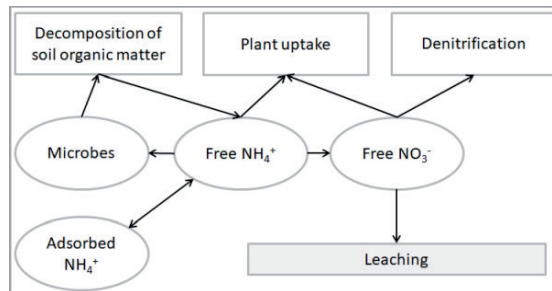 Decomposition of
soil organic matter
Plant uptake
Denitrification
Microbes
Free NH₄⁺
Free NO₃⁻
Adsorbed
NH₄⁺
Leaching